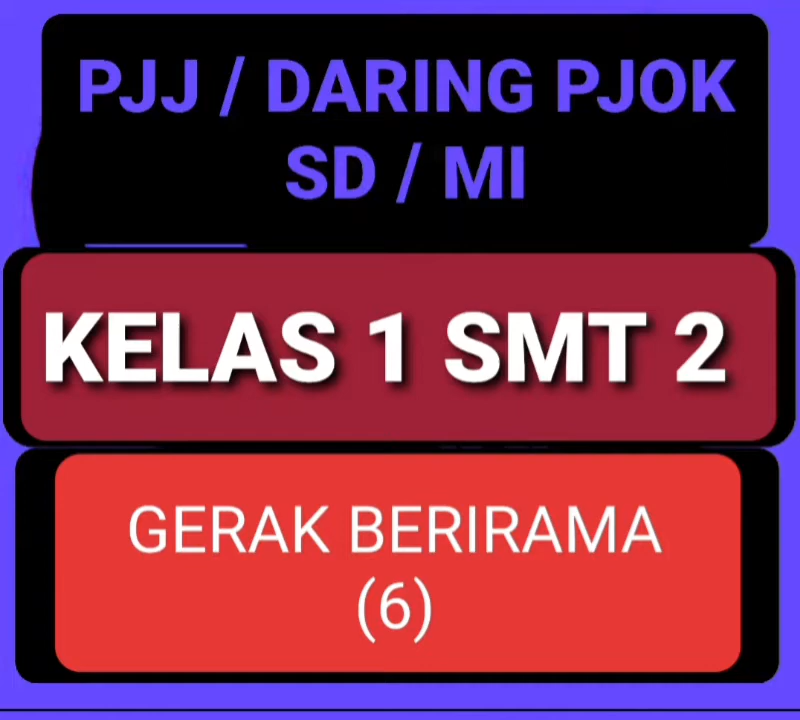 PJJ / DARING PJOK
SD / MI
KELAS 1 SMT 2
GERAK BERIRAMA
(6)